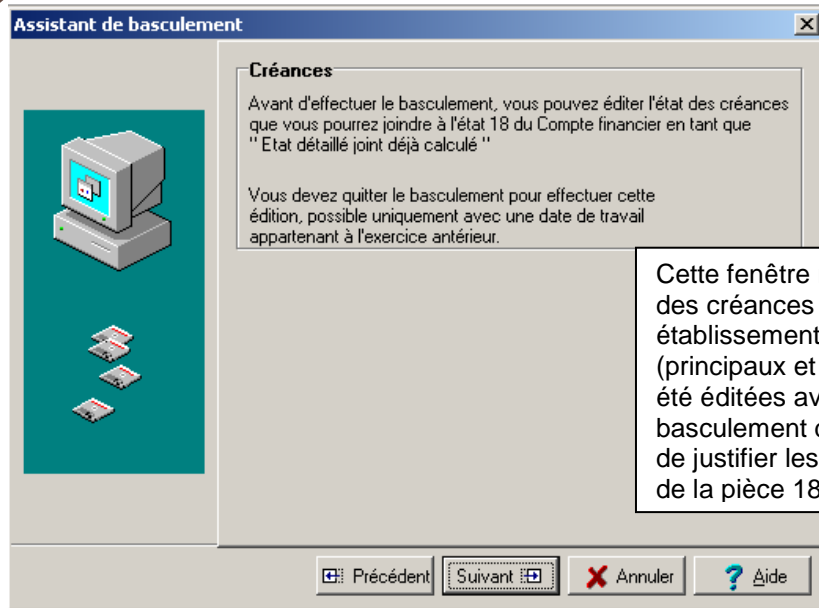 Assistant de basculement
Créances
Avant d'effectuer le basculement, vous pouvez éditer l'état des créances
que vous pourrez joindre à l'état 18 du Compte financier en tant que
" Etat détaillé joint déjà calculé "
Vous devez quitter le basculement pour effectuer cette
édition, possible uniquement avec une date de travail
appartenant à l'exercice antérieur.
Cette fenêtre
des créances
établissement
(principaux et
été éditées av
basculement
de justifier les
de la pièce 18
Précédent Suivant Annuler Aide